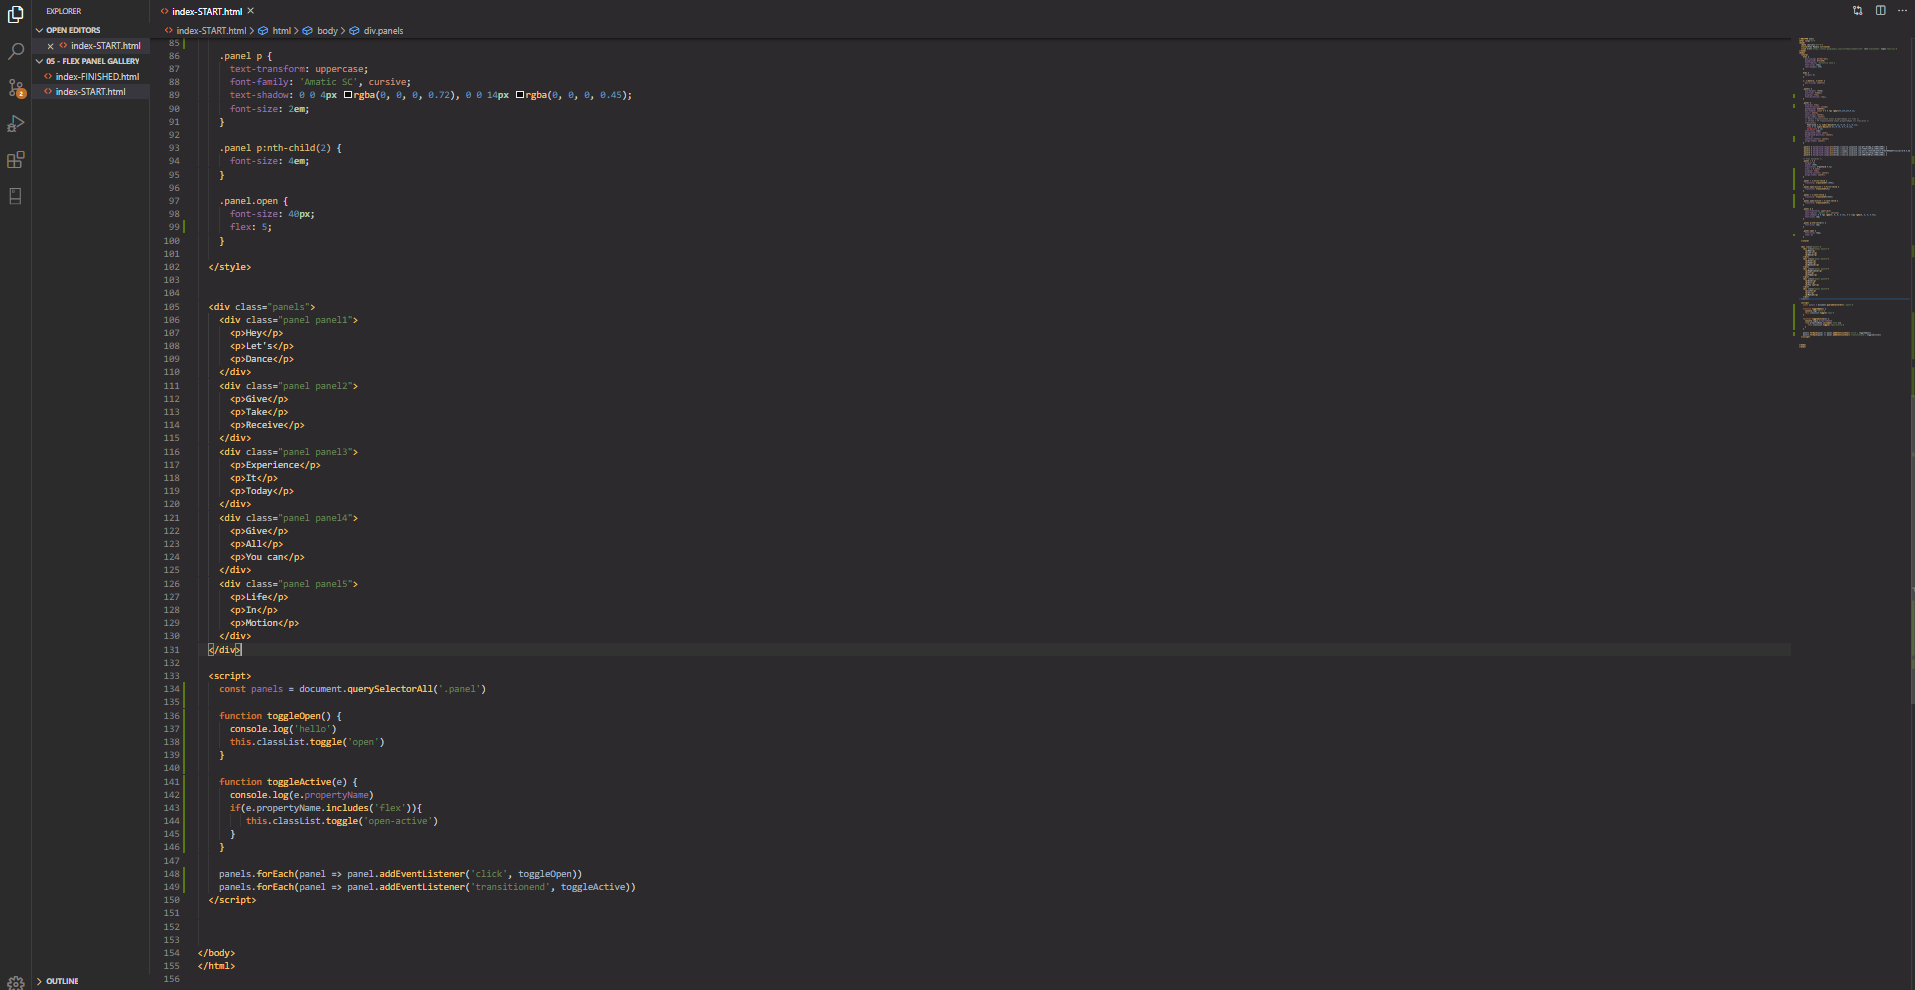 EXPLORER
OPEN EDITORS
index-START.html
05 - FLEX PANEL GALLERY
index-FINISHED.html
index-START.html
2
OUTLINE
index-START.html
index-START.html > html > body > div.panels
85
86 .panel p {
87 text-transform: uppercase;
88 font-family: 'Amatic SC', cursive;
89 text-shadow: 0 0 4px rgba(0, 0, 0, 0.72), 0 0 14px rgba(0, 0, 0, 0.45);
90 font-size: 2em;
91 }
92
93 .panel p:nth-child(2) {
94 font-size: 4em;
95 }
96
97 .panel.open {
98 font-size: 40px;
99 flex: 5;
100 }
101
102 </style>
103
104
105 <div class="panels">
106 <div class="panel panel1">
107 <p>Hey</p>
108 <p>Let's</p>
109 <p>Dance</p>
110 </div>
111 <div class="panel panel2">
112 <p>Give</p>
113 <p>Take</p>
114 <p>Receive</p>
115 </div>
116 <div class="panel panel3">
117 <p>Experience</p>
118 <p>It</p>
119 <p>Today</p>
120 </div>
121 <div class="panel panel4">
122 <p>Give</p>
123 <p>All</p>
124 <p>You can</p>
125 </div>
126 <div class="panel panel5">
127 <p>Life</p>
128 <p>In</p>
129 <p>Motion</p>
130 </div>
131 </div>
132
133 <script>
134 const panels = document.querySelectorAll('.panel')
135
136 function toggleOpen() {
137 console.log('hello')
138 this.classList.toggle('open')
139 }
140
141 function toggleActive(e) {
142 console.log(e.propertyName)
143 if(e.propertyName.includes('flex')){
144 this.classList.toggle('open-active')
145 }
146 }
147
148 panels.forEach(panel => panel.addEventListener('click', toggleOpen))
149 panels.forEach(panel => panel.addEventListener('transitionend', toggleActive))
150 </script>
151
152
153
154 </body>
155 </html>
156